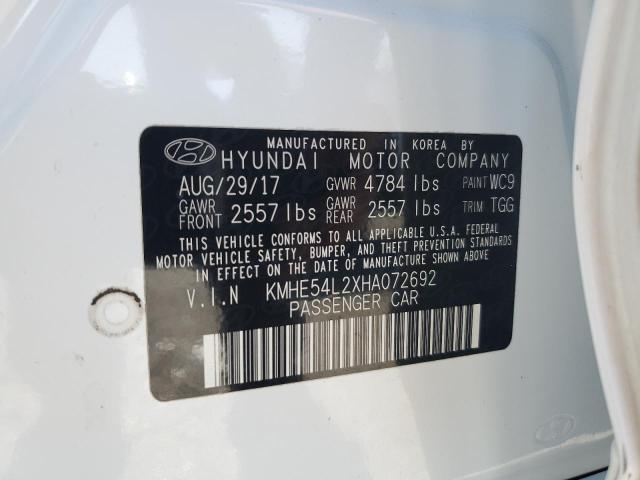 MANUFACTURED IN KOREA BY
HYUNDAI MOTOR COMPANY
AUG/29/17 GVWR 4784 lbs PAINT WC9
GAWR FRONT 2557 lbs GAWR REAR 2557 lbs TRIM TGG
THIS VEHICLE CONFORMS TO ALL APPLICABLE U.S.A. FEDERAL
MOTOR VEHICLE SAFETY, BUMPER, AND THEFT PREVENTION STANDARDS
IN EFFECT ON THE DATE OF MANUFACTURE SHOWN ABOVE
V.I.N KMHE54L2XHA072692
PASSENGER CAR